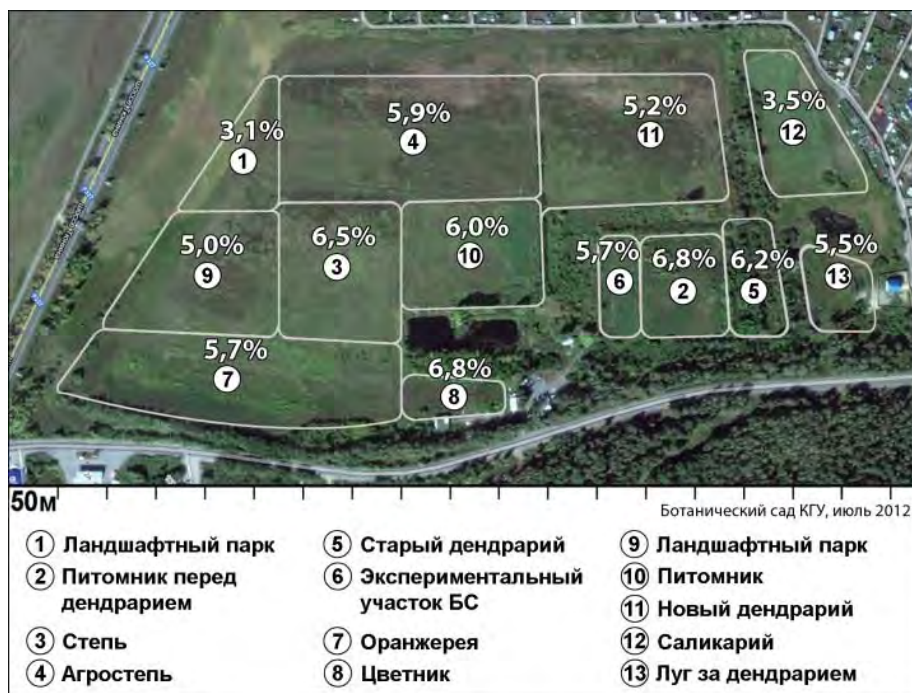 3,1%
1
5,9%
4
5,2%
11
3,5%
12
5,0%
9
6,5%
3
6,0%
10
5,7%
6
6,8%
2
6,2%
5
5,5%
13
5,7%
7
6,8%
8
50м
Ботанический сад КГУ, июль 2012
1 Ландшафтный парк
2 Питомник перед
дендрарием
3 Степь
4 Агростепь
5 Старый дендрарий
6 Экспериментальный
участок БС
7 Оранжерея
8 Цветник
9 Ландшафтный парк
10 Питомник
11 Новый дендрарий
12 Саликарий
13 Луг за дендрарием